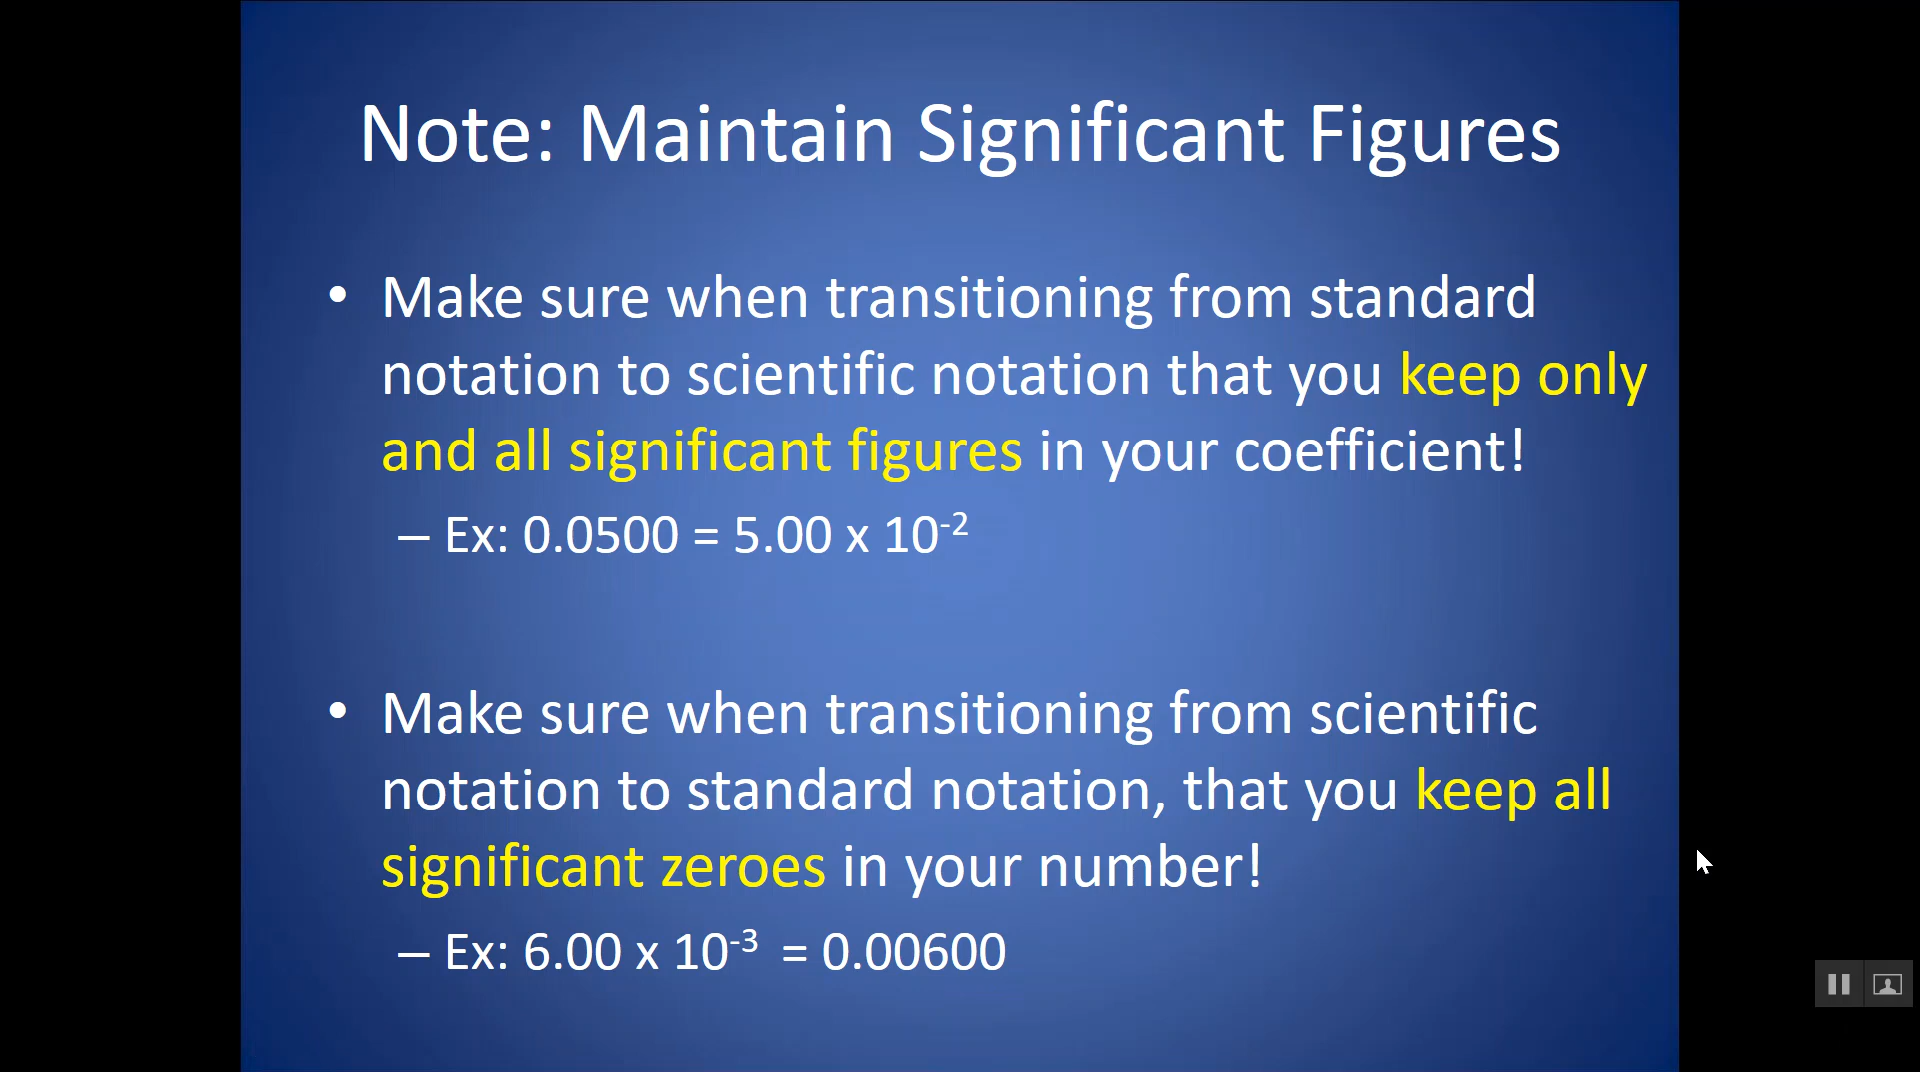 Note: Maintain Significant Figures
• Make sure when transitioning from standard
notation to scientific notation that you keep only
and all significant figures in your coefficient!
– Ex: 0.0500 = 5.00 x 10⁻²
• Make sure when transitioning from scientific
notation to standard notation, that you keep all
significant zeroes in your number!
– Ex: 6.00 x 10⁻³ = 0.00600